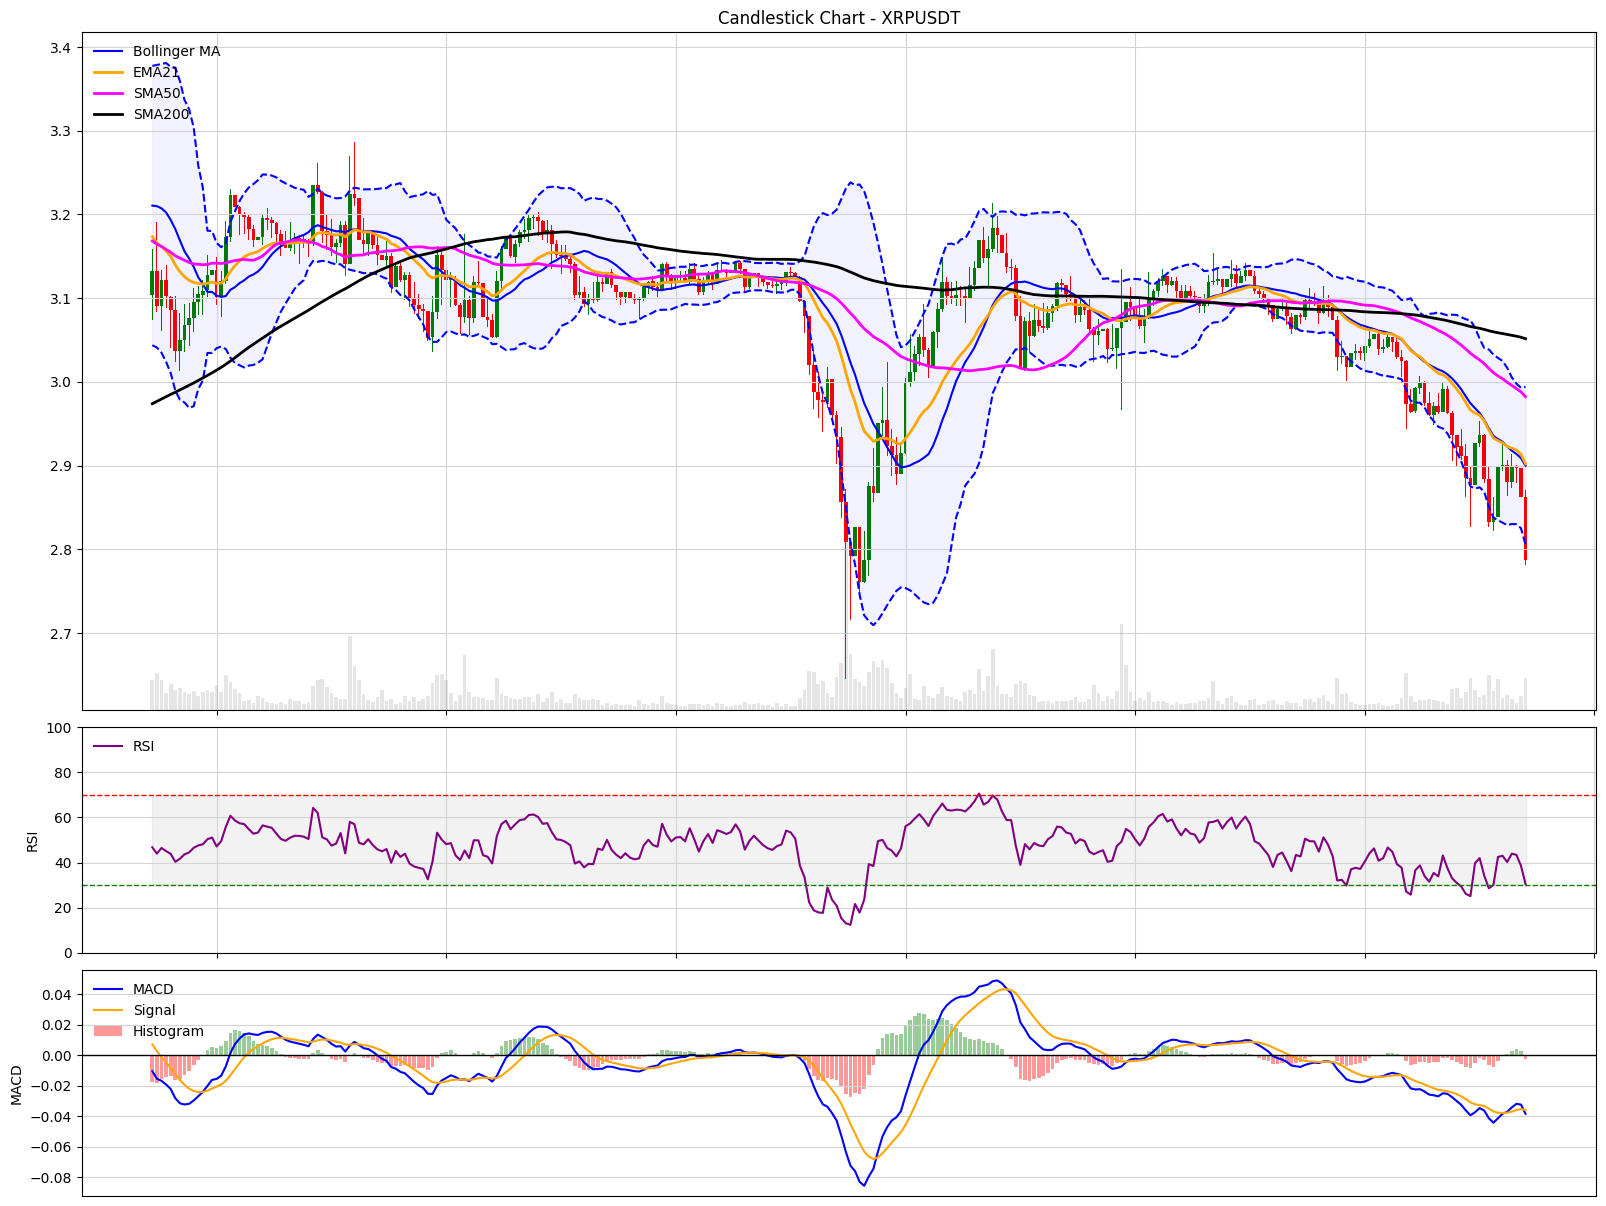 Candlestick Chart - XRPUSDT
3.4
3.3
3.2
3.1
3.0
2.9
2.8
2.7
Bollinger MA
EMA21
SMA50
SMA200
100
80
60
40
20
0
RSI
RSI
0.04
0.02
0.00
−0.02
−0.04
−0.06
−0.08
MACD
MACD
Signal
Histogram